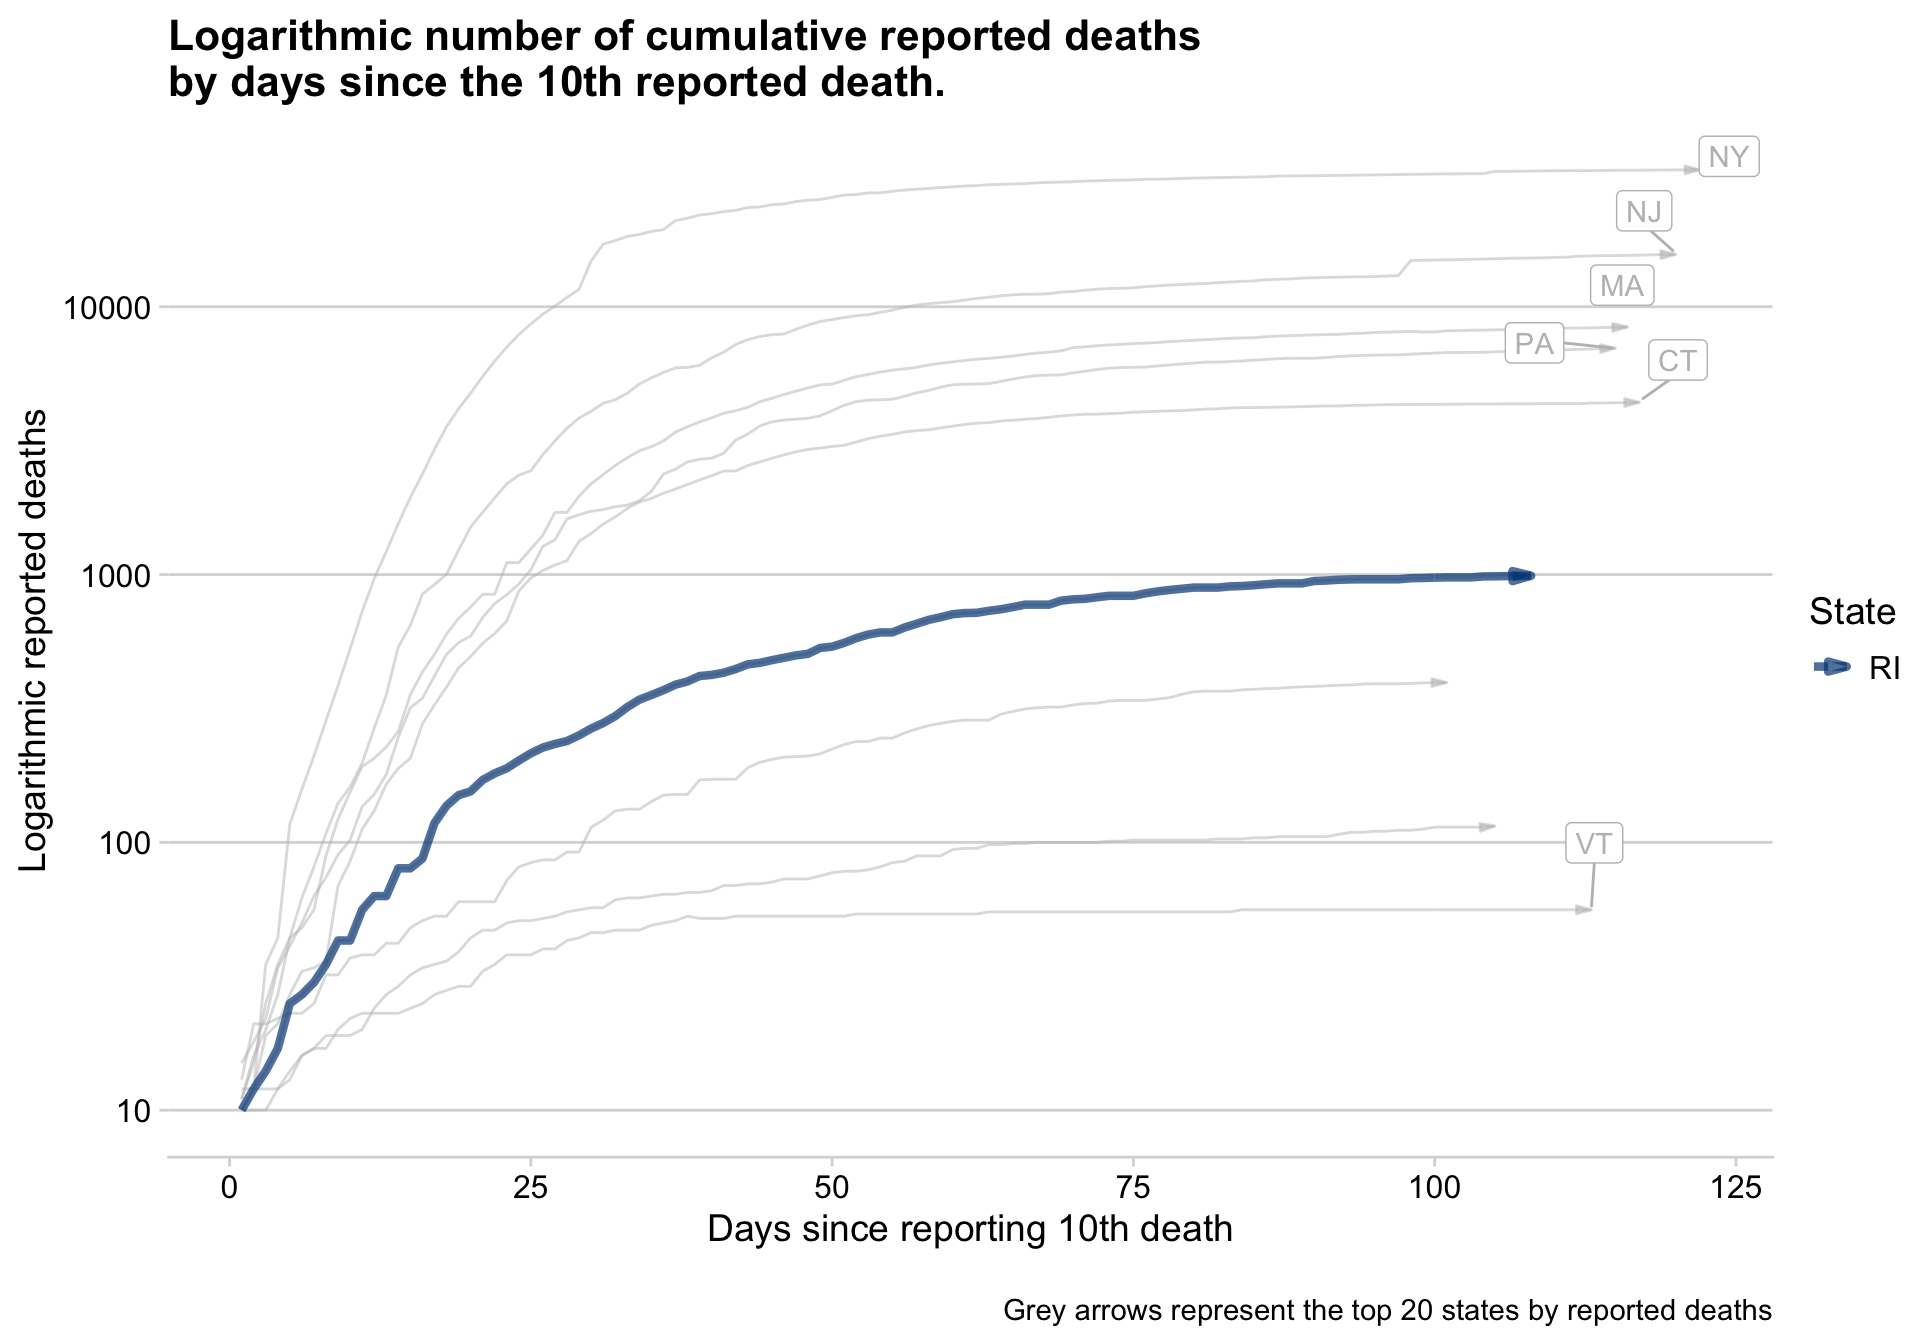 Logarithmic number of cumulative reported deaths
by days since the 10th reported death.
NY
NJ
MA
PA
CT
VT
10000
1000
100
10
Logarithmic reported deaths
0 25 50 75 100 125
Days since reporting 10th death
State
RI
Grey arrows represent the top 20 states by reported deaths